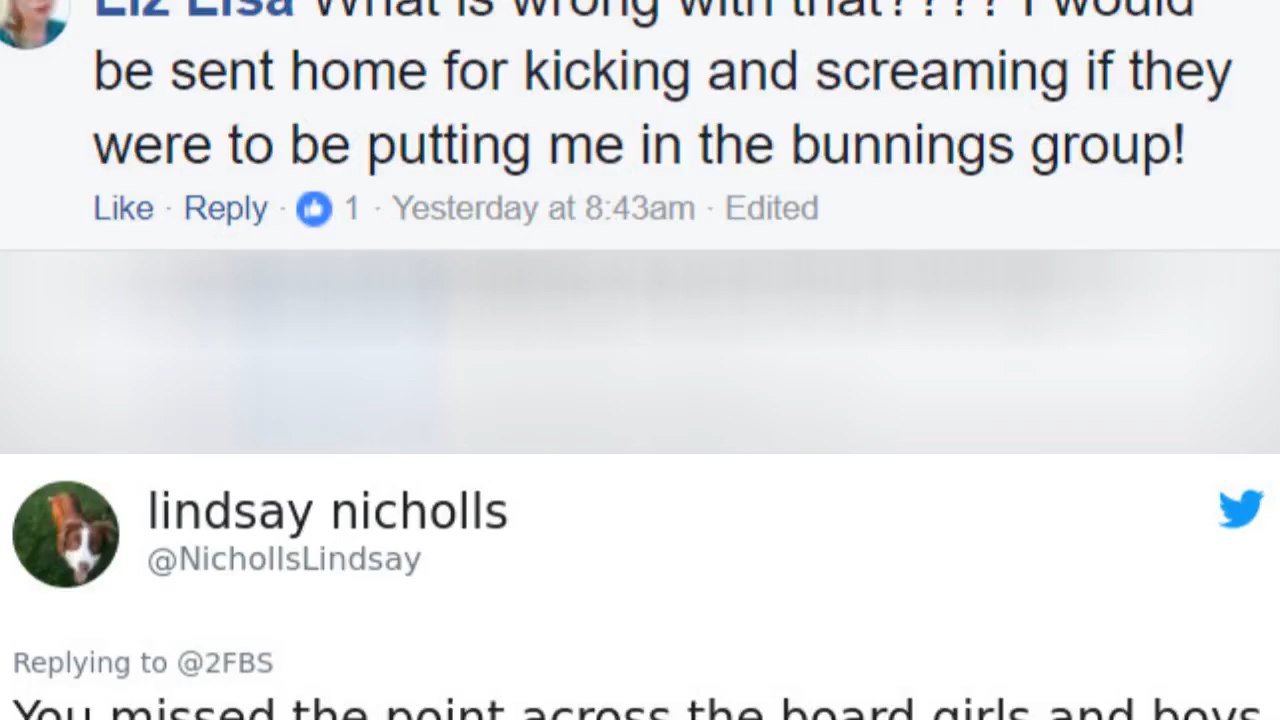 Liz Lisa What is wrong with that???? I would
be sent home for kicking and screaming if they
were to be putting me in the bunnings group!
Like · Reply · 1 · Yesterday at 8:43am · Edited
lindsay nicholls
@NichollsLindsay
Replying to @2FBS
You missed the point across the board girls and boys